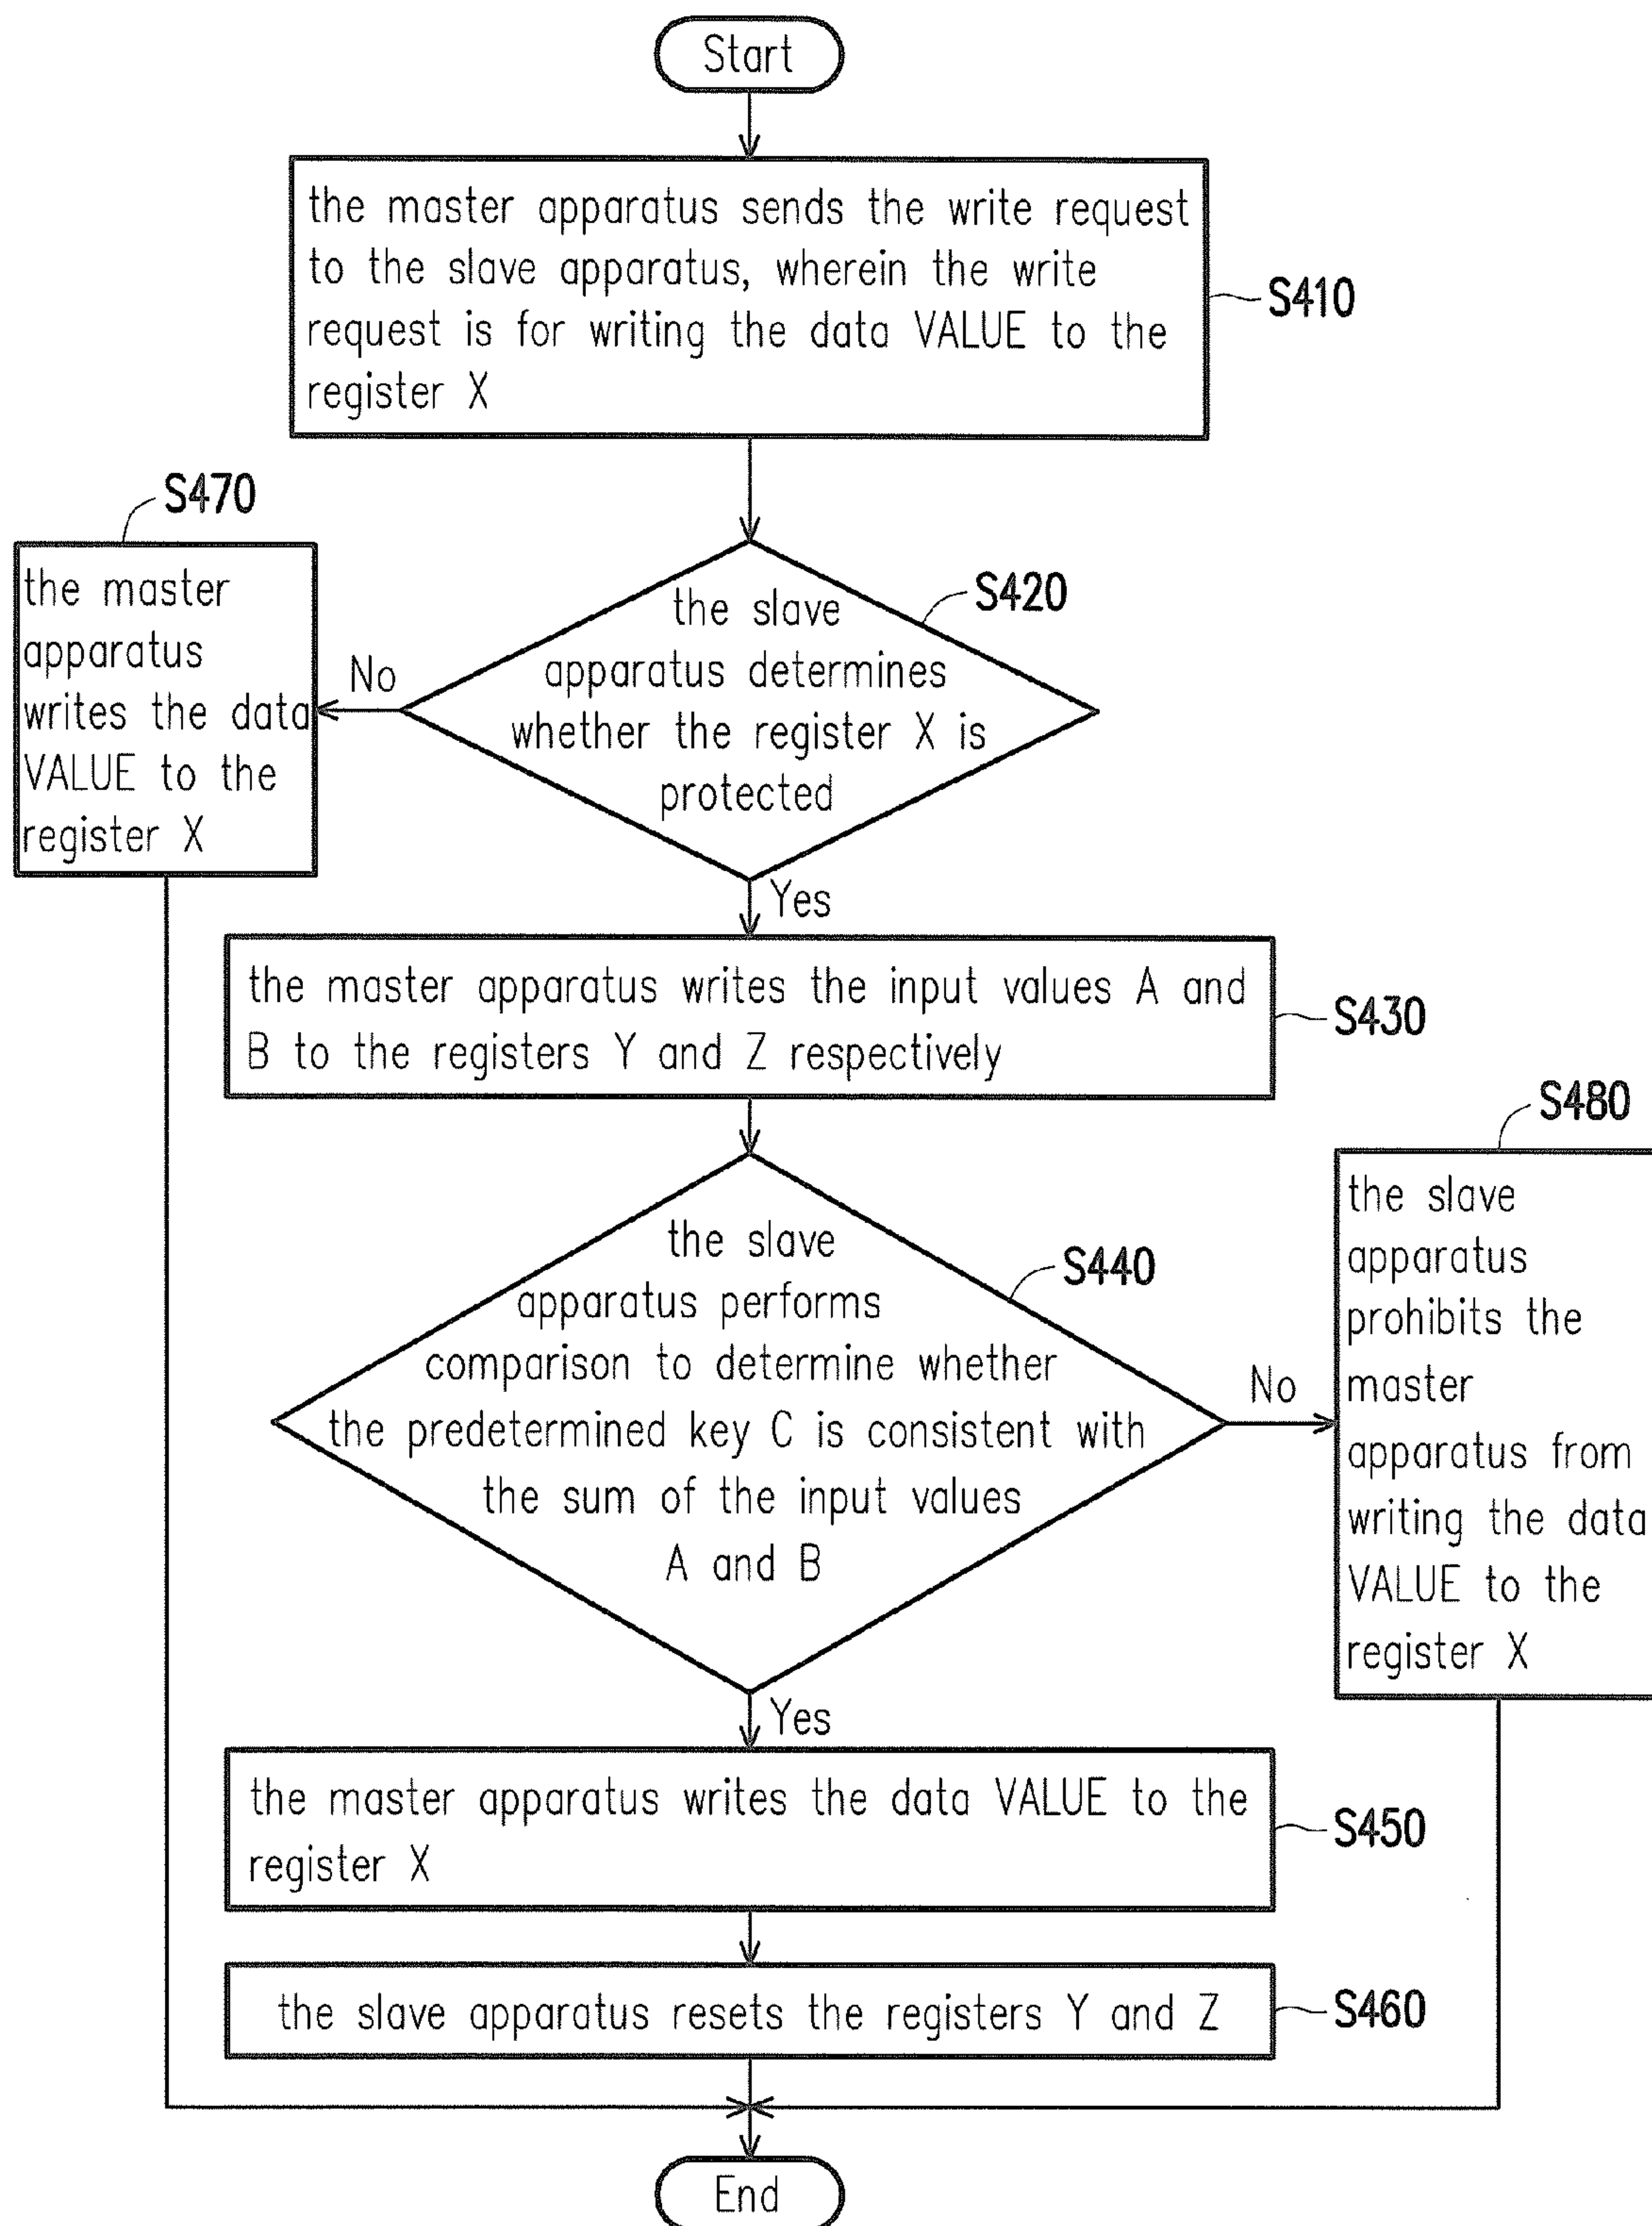 Start
the master apparatus sends the write request
to the slave apparatus, wherein the write
request is for writing the data VALUE to the
register X
S410
S470
the master
apparatus
writes the data
VALUE to the
register X
No
the slave
apparatus determines
whether the register X is
protected
S420
Yes
the master apparatus writes the input values A and
B to the registers Y and Z respectively
S430
the slave
apparatus performs
comparison to determine whether
the predetermined key C is consistent with
the sum of the input values
A and B
S440
No
S480
the slave
apparatus
prohibits the
master
apparatus from
writing the data
VALUE to the
register X
Yes
the master apparatus writes the data VALUE to the
register X
S450
the slave apparatus resets the registers Y and Z
S460
End